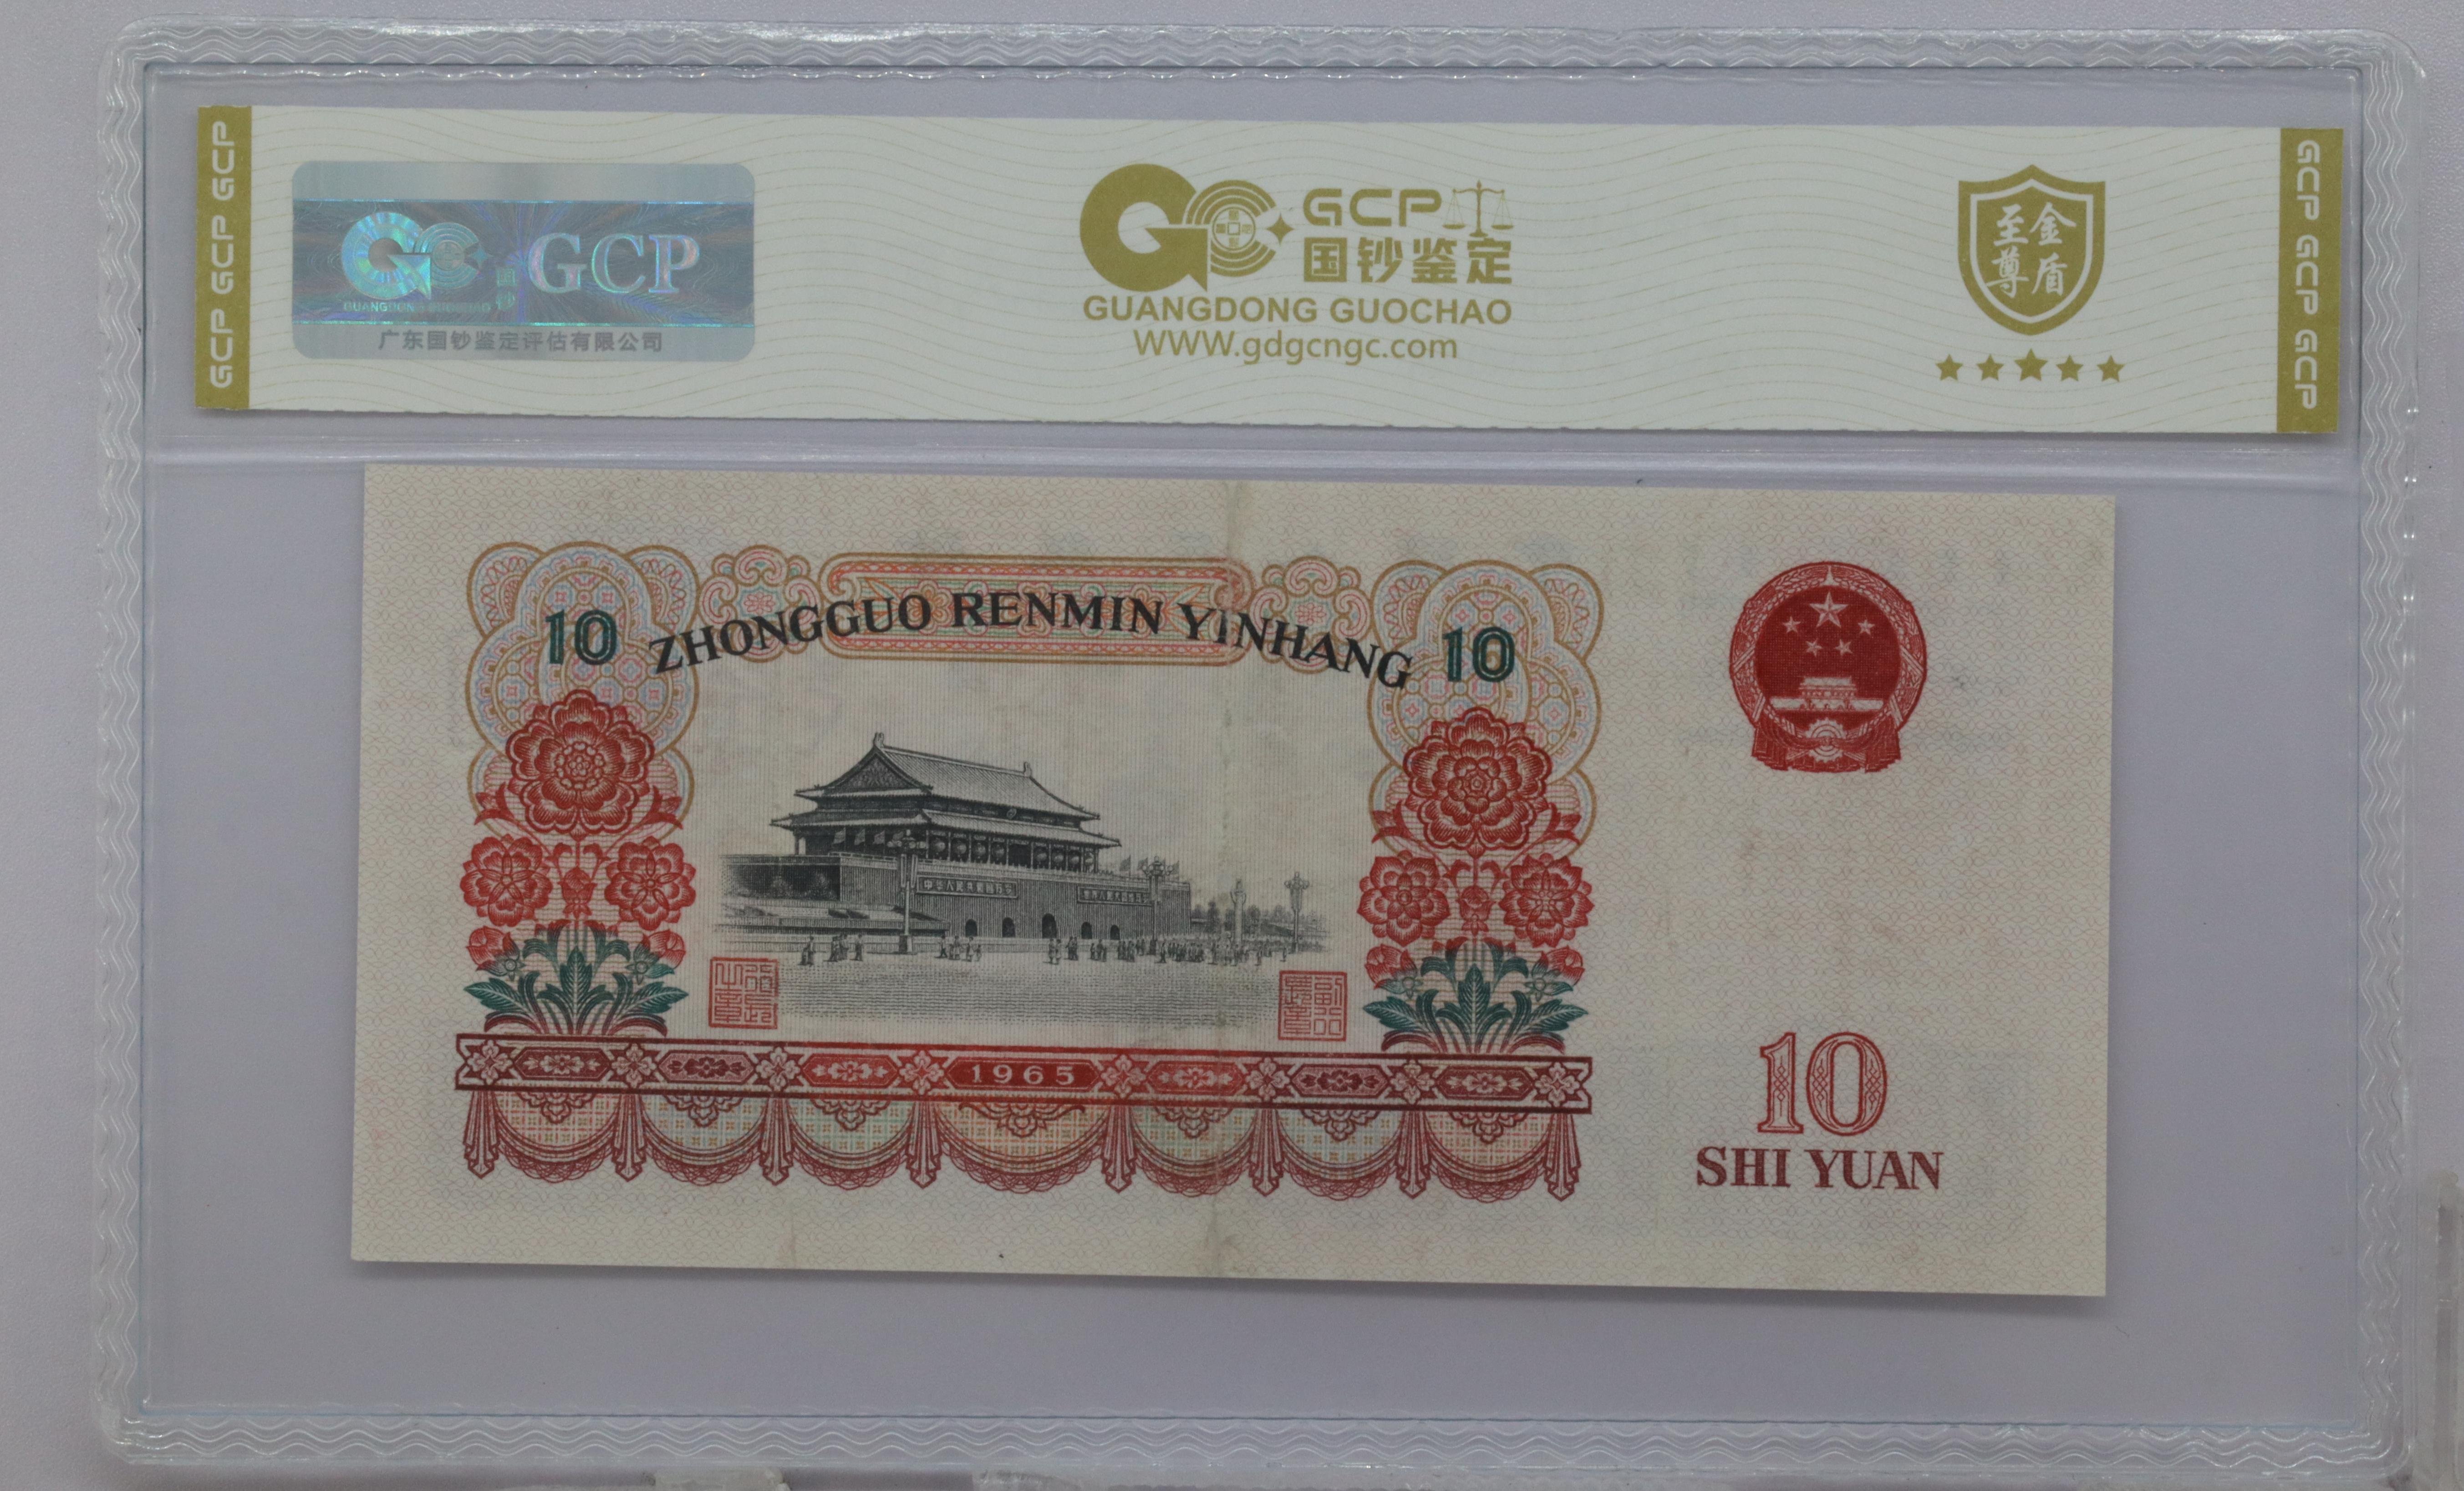 GCP GCP GCP
GCP
GUANGDONG GUOCHAO
国钞
广东国钞鉴定评估有限公司
GCP
国钞鉴定
GUANGDONG GUOCHAO
WWW.gdgcngc.com
至尊
金盾
GCP GCP GCP
10 ZHONGGUO RENMIN YINHANG 10
1965
10
SHI YUAN